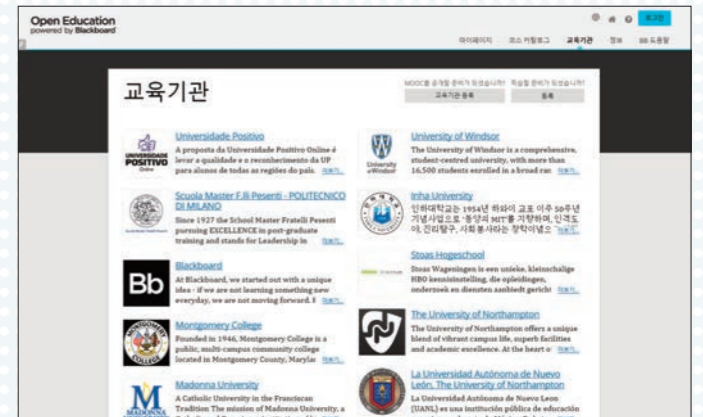 Open Education
powered by Blackboard
로그인
마이페이지 코스 카탈로그 교육기관 정보 BB 도움말
교육기관
MOOC를 공개할 준비가 되셨습니까? 학습할 준비가 되셨습니까?
교육기관 등록 등록
Universidade Positivo
A proposta da Universidade Positivo Online é
levar a qualidade e o reconhecimento da UP
para alunos de todas as regiões do país.
UNIVERSIDADE
POSITIVO
Online
Scuola Master F.lli Pesenti - POLITECNICO
DI MILANO
Since 1927 the School Master Fratelli Pesenti
pursuing EXCELLENCE in post-graduate
training and stands for Leadership in
Bb
Blackboard
At Blackboard, we started out with a unique
idea - if we are not learning something new
everyday, we are not moving forward.
MONTGOMERY
COLLEGE
Montgomery College
Founded in 1946, Montgomery College is a
public, multi-campus community college
located in Montgomery County, Marylan
MADONNA
Madonna University
A Catholic University in the Franciscan
Tradition The mission of Madonna University, a
University
of Windsor
University of Windsor
The University of Windsor is a comprehensive,
student-centred university, with more than
16,500 students enrolled in a broad ran
Inha University
인하대학교는 1954년 하와이 교포 이주 50주년
기념사업으로 '동양의 MIT'를 지향하며, 인격도
야, 진리탐구, 사회봉사라는 창학이념으
Stoas Hogeschool
Stoas Wageningen is een unieke, kleinschalige
HBO kennisinstelling, die opleidingen,
onderzoek en diensten aanbiedt gericht
The University of Northampton
The University of Northampton offers a unique
blend of vibrant campus life, superb facilities
and academic excellence. At the heart o
La Universidad Autónoma de Nuevo
León, The University of Northampton
La Universidad Autónoma de Nuevo Leon
(UANL) es una institución pública de educación